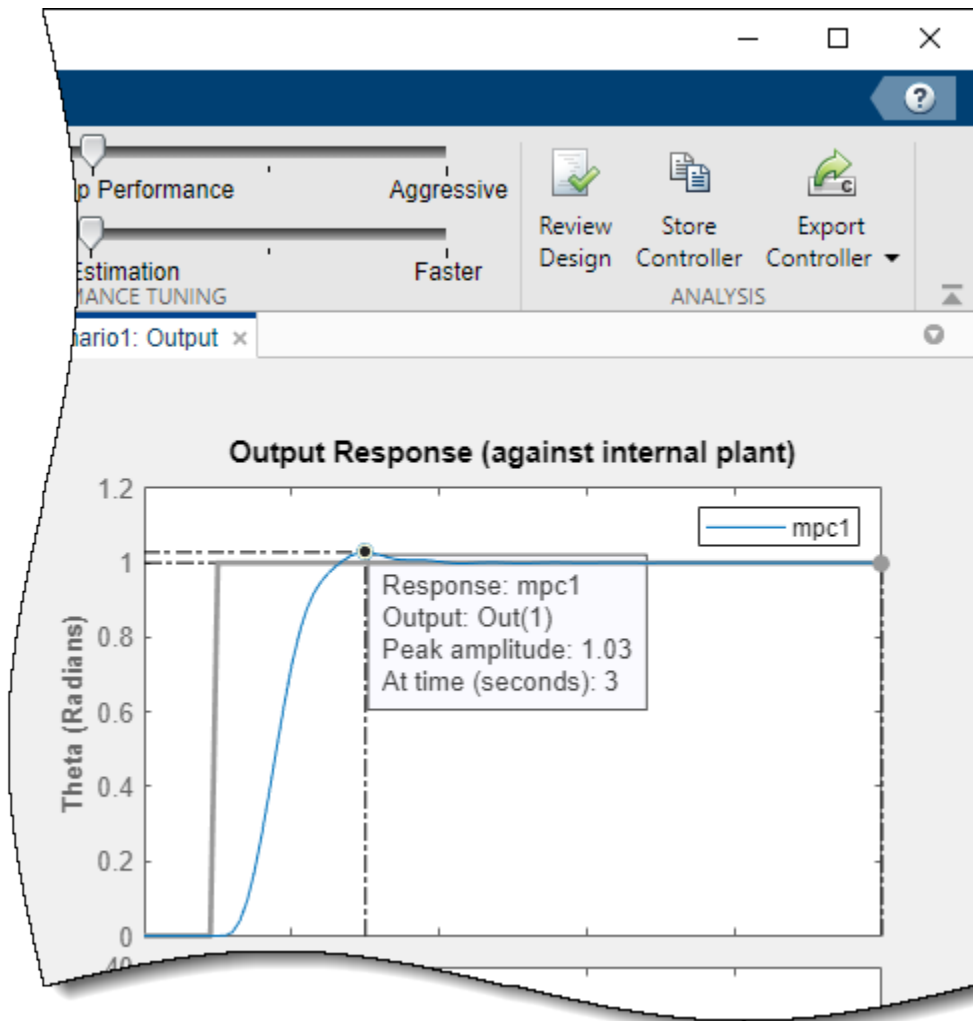 p Performance
Aggressive
Estimation
Faster
MANCE TUNING
Review
Design
Store
Controller
Export
Controller
ANALYSIS
nario1: Output
Output Response (against internal plant)
1.2
1
0.8
0.6
0.4
0.2
0
Theta (Radians)
mpc1
Response: mpc1
Output: Out(1)
Peak amplitude: 1.03
At time (seconds): 3
40